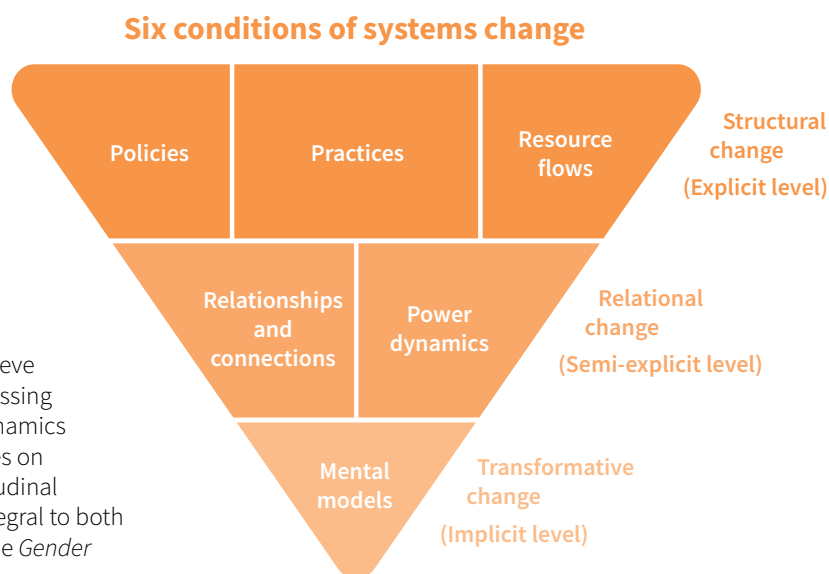 Six conditions of systems change
Policies
Practices
Resource
flows
Structural
change
(Explicit level)
Relationships
and
connections
Power
dynamics
Relational
change
(Semi-explicit level)
Mental
models
Transformative
change
(Implicit level)
eve
ssing
namics
es on
udinal
egral to both
e Gender